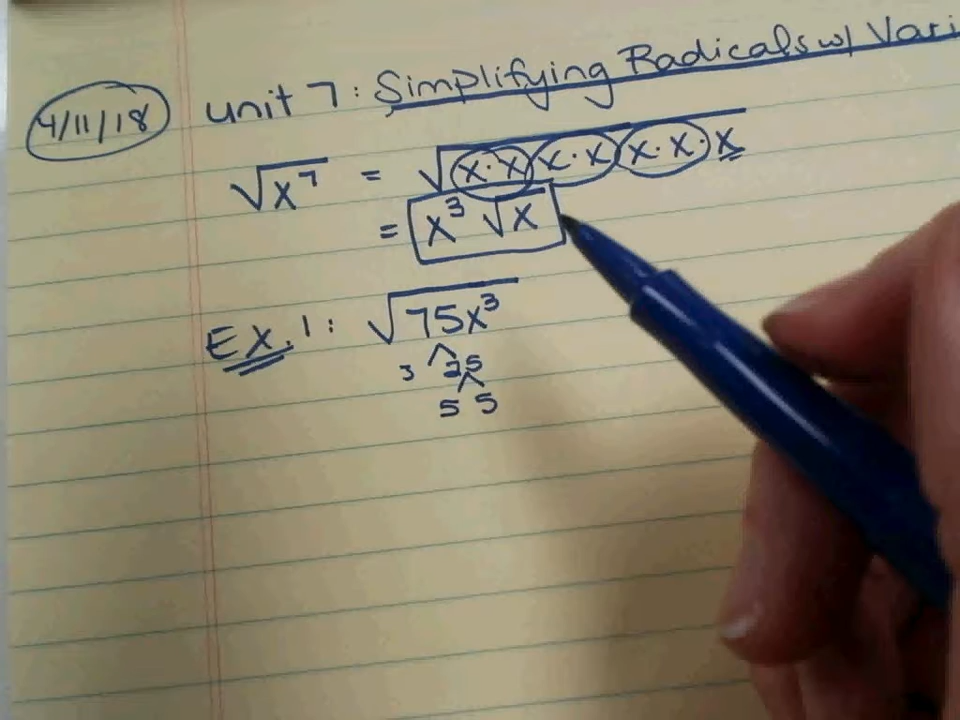 4/11/18
Unit 7: Simplifying Radicals w/ Vari
√x⁷ = √x·x x·x x·x·x
= x³ √x
Ex. 1: √75x³
3 25
5 5